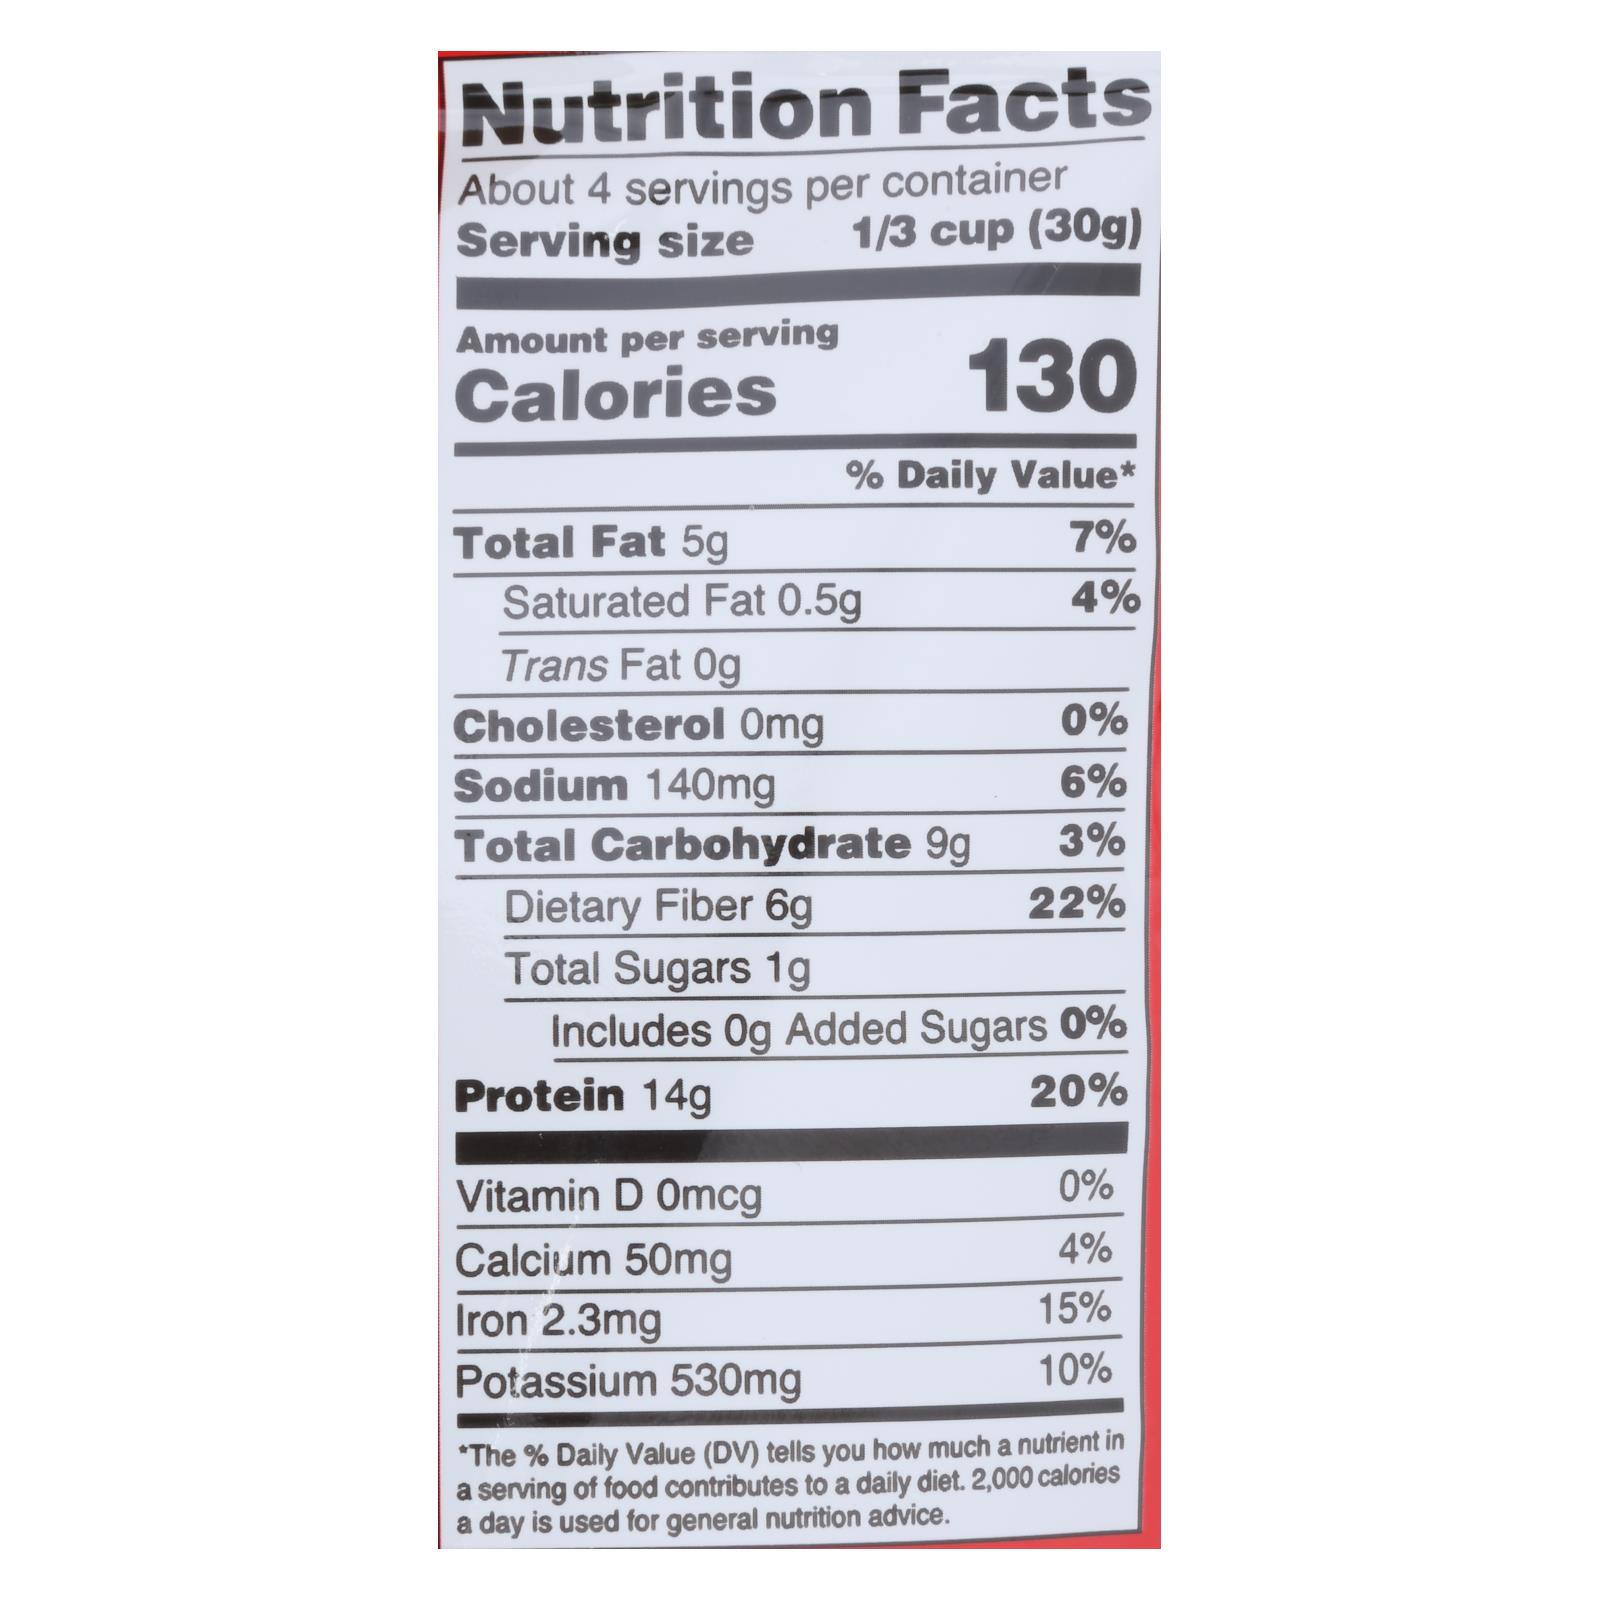 Nutrition Facts
About 4 servings per container
Serving size 1/3 cup (30g)
Amount per serving
Calories 130
% Daily Value*
Total Fat 5g 7%
Saturated Fat 0.5g 4%
Trans Fat 0g
Cholesterol 0mg 0%
Sodium 140mg 6%
Total Carbohydrate 9g 3%
Dietary Fiber 6g 22%
Total Sugars 1g
Includes 0g Added Sugars 0%
Protein 14g 20%
Vitamin D 0mcg 0%
Calcium 50mg 4%
Iron 2.3mg 15%
Potassium 530mg 10%
*The % Daily Value (DV) tells you how much a nutrient in
a serving of food contributes to a daily diet. 2,000 calories
a day is used for general nutrition advice.